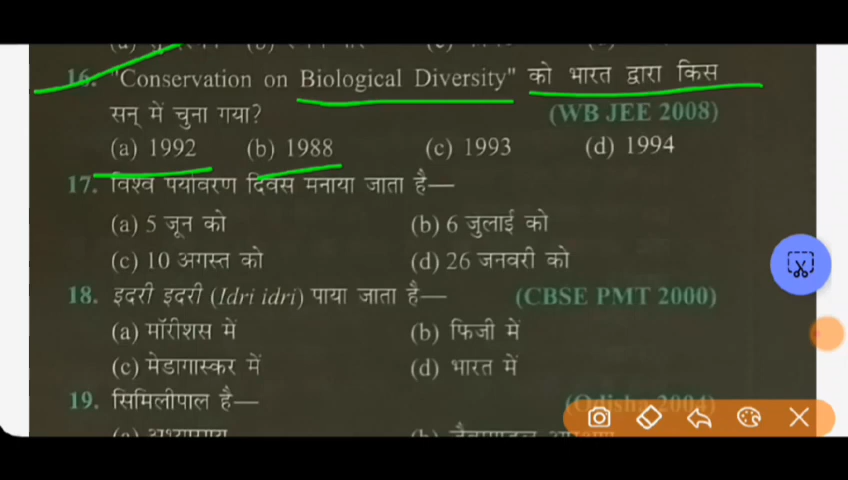 16. "Conservation on Biological Diversity" को भारत द्वारा किस
सन् में चुना गया? (WB JEE 2008)
(a) 1992 (b) 1988 (c) 1993 (d) 1994
17. विश्व पर्यावरण दिवस मनाया जाता है—
(a) 5 जून को (b) 6 जुलाई को
(c) 10 अगस्त को (d) 26 जनवरी को
18. इदरी इदरी (Idri idri) पाया जाता है— (CBSE PMT 2000)
(a) मॉरीशस में (b) फिजी में
(c) मेडागास्कर में (d) भारत में
19. सिमिलीपाल है— (Odisha 2004)